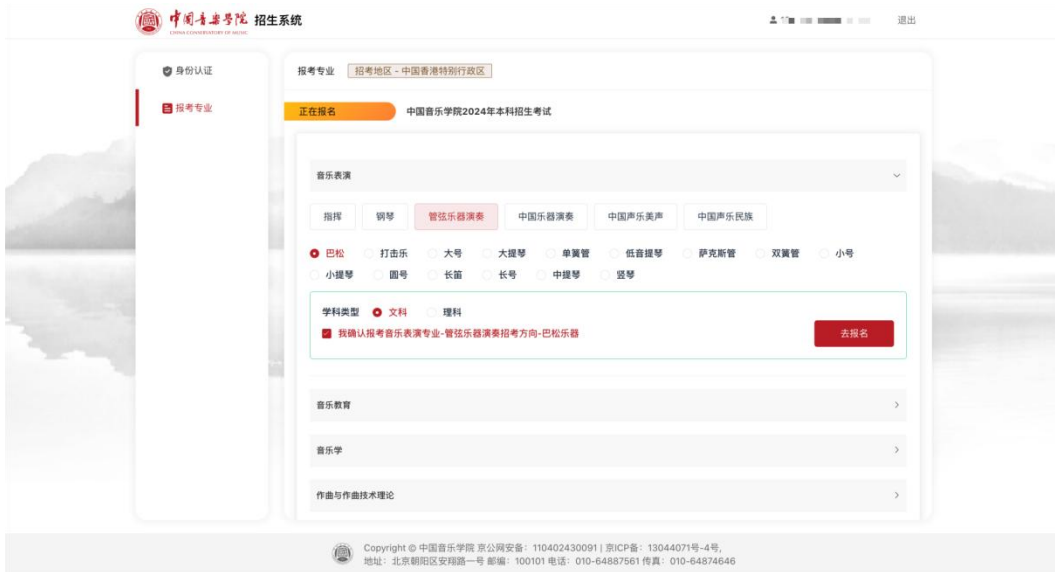 中国音乐学院 招生系统
CHINA CONSERVATORY OF MUSIC
退出
身份认证
报考专业
报考专业 招考地区 - 中国香港特别行政区
正在报名 中国音乐学院2024年本科招生考试
音乐表演
指挥 钢琴 管弦乐器演奏 中国乐器演奏 中国声乐美声 中国声乐民族
巴松 打击乐 大号 大提琴 单簧管 低音提琴 萨克斯管 双簧管 小号
小提琴 圆号 长笛 长号 中提琴 竖琴
学科类型 文科 理科
我确认报考音乐表演专业-管弦乐器演奏招考方向-巴松乐器
去报名
音乐教育
音乐学
作曲与作曲技术理论
Copyright © 中国音乐学院 京公网安备：110402430091 | 京ICP备：13044071号-4号,
地址：北京朝阳区安翔路一号 邮编：100101 电话：010-64887561 传真：010-64874646